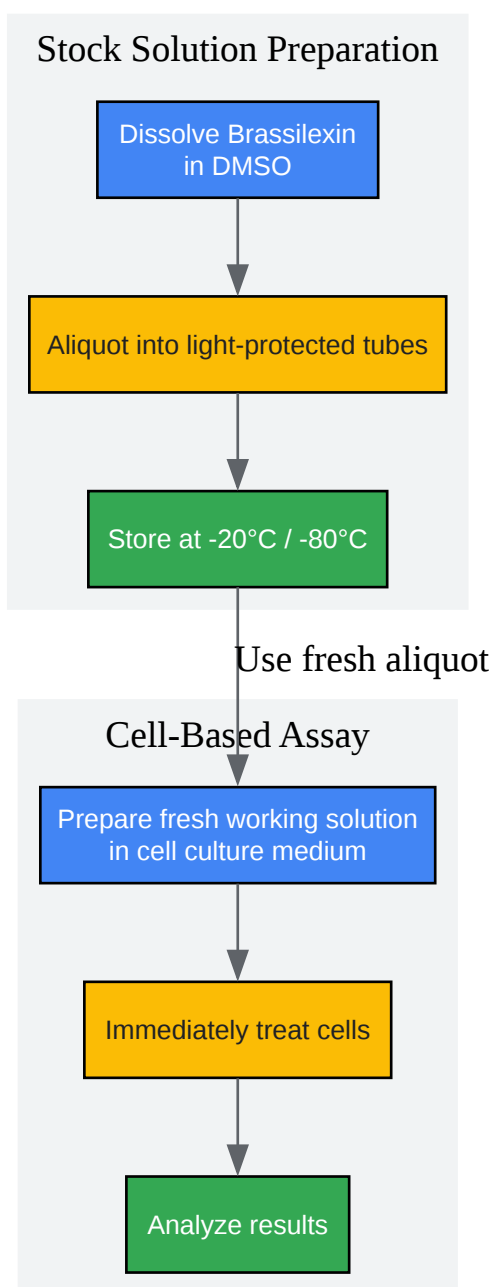 Stock Solution Preparation
Dissolve Brassilexin
in DMSO
Aliquot into light-protected tubes
Store at -20°C / -80°C
Use fresh aliquot
Cell-Based Assay
Prepare fresh working solution
in cell culture medium
Immediately treat cells
Analyze results